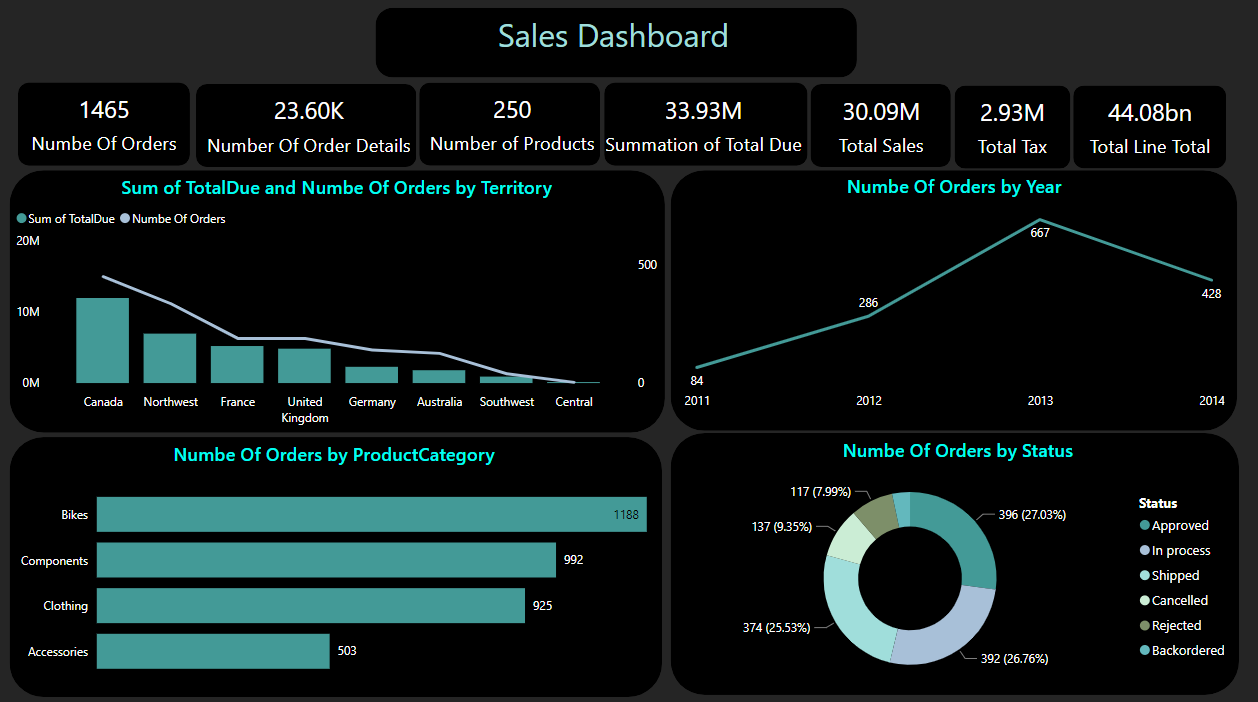 Sales Dashboard
1465
Numbe Of Orders
23.60K
Number Of Order Details
250
Number of Products
33.93M
Summation of Total Due
30.09M
Total Sales
2.93M
Total Tax
44.08bn
Total Line Total
Sum of TotalDue and Numbe Of Orders by Territory
Sum of TotalDue Numbe Of Orders
20M
10M
0M
500
0
Canada Northwest France United Kingdom Germany Australia Southwest Central
Numbe Of Orders by Year
84
286
667
428
2011 2012 2013 2014
Numbe Of Orders by ProductCategory
Bikes 1188
Components 992
Clothing 925
Accessories 503
Numbe Of Orders by Status
117 (7.99%)
137 (9.35%)
374 (25.53%)
396 (27.03%)
392 (26.76%)
Status
Approved
In process
Shipped
Cancelled
Rejected
Backordered